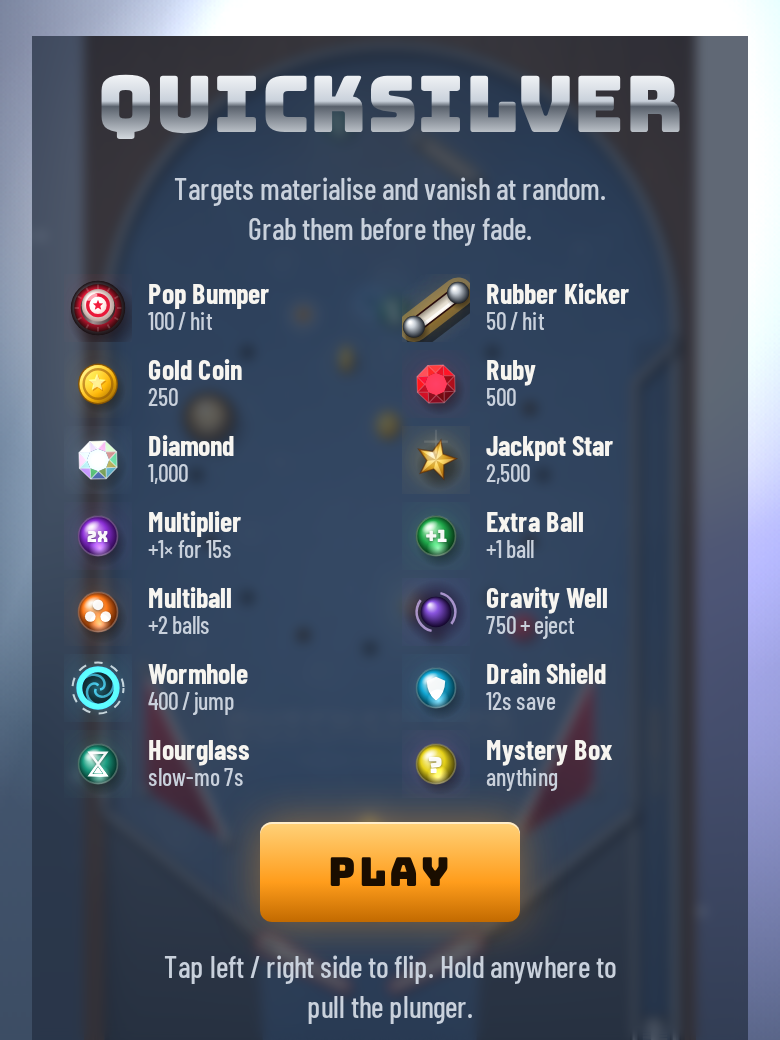 QUICKSILVER
Targets materialise and vanish at random.
Grab them before they fade.
Pop Bumper
100 / hit
Rubber Kicker
50 / hit
Gold Coin
250
Ruby
500
Diamond
1,000
Jackpot Star
2,500
2X
Multiplier
+1× for 15s
+1
Extra Ball
+1 ball
Multiball
+2 balls
Gravity Well
750 + eject
Wormhole
400 / jump
Drain Shield
12s save
Hourglass
slow-mo 7s
?
Mystery Box
anything
PLAY
Tap left / right side to flip. Hold anywhere to
pull the plunger.